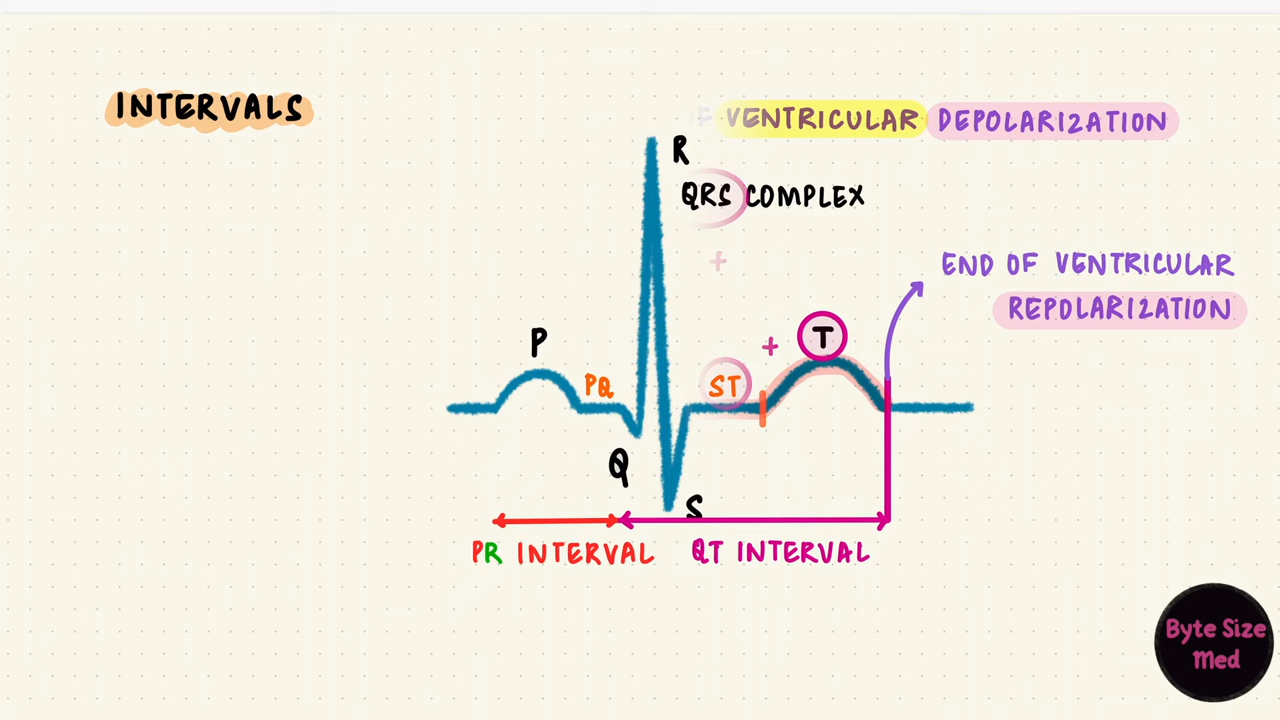 INTERVALS
VENTRICULAR DEPOLARIZATION
R
QRS COMPLEX
+
END OF VENTRICULAR
REPOLARIZATION
P
T
+
PQ
ST
Q
S
PR INTERVAL
QT INTERVAL
Byte Size
Med